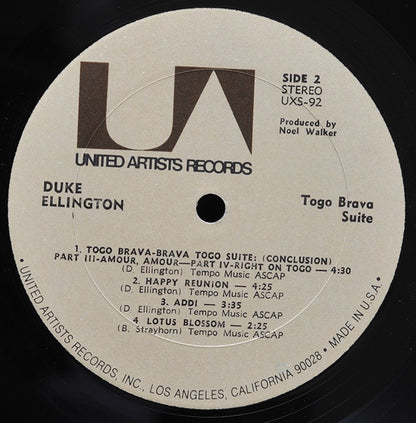 UA
SIDE 2
STEREO
UXS-92
Produced by
Noel Walker
UNITED ARTISTS RECORDS
DUKE
ELLINGTON
Togo Brava
Suite
1. TOGO BRAVA-BRAVA TOGO SUITE: (CONCLUSION)
PART III-AMOUR, AMOUR—PART IV-RIGHT ON TOGO — 4:30
(D. Ellington) Tempo Music ASCAP
2. HAPPY REUNION — 4:25
(D. Ellington) Tempo Music ASCAP
3. ADDI — 3:35
(D. Ellington) Tempo Music ASCAP
4 LOTUS BLOSSOM — 2:25
(B. Strayhorn) Tempo Music ASCAP
• UNITED ARTISTS RECORDS, INC., LOS ANGELES, CALIFORNIA 90028 • MADE IN U.S.A. •